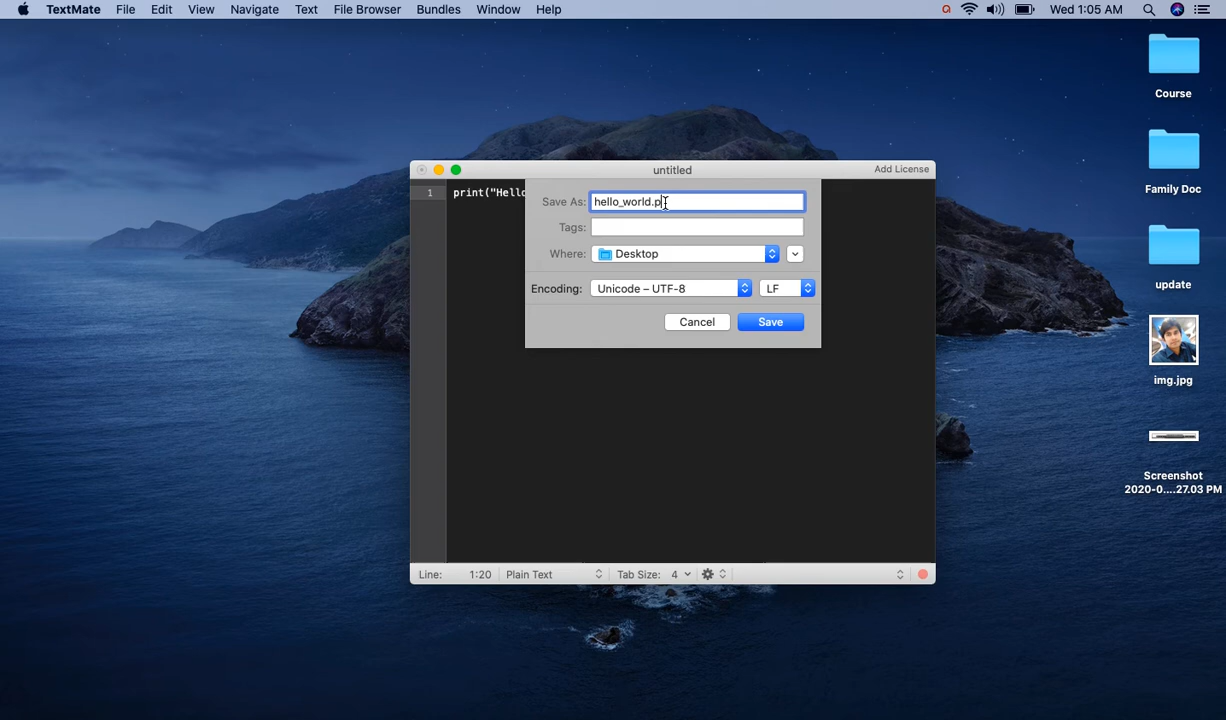 TextMate File Edit View Navigate Text File Browser Bundles Window Help Wed 1:05 AM
Course
Family Doc
update
img.jpg
Screenshot
2020-0....27.03 PM
untitled
Add License
1 print("Hello
Save As: hello_world.p
Tags:
Where: Desktop
Encoding: Unicode – UTF-8 LF
Cancel Save
Line: 1:20 Plain Text Tab Size: 4